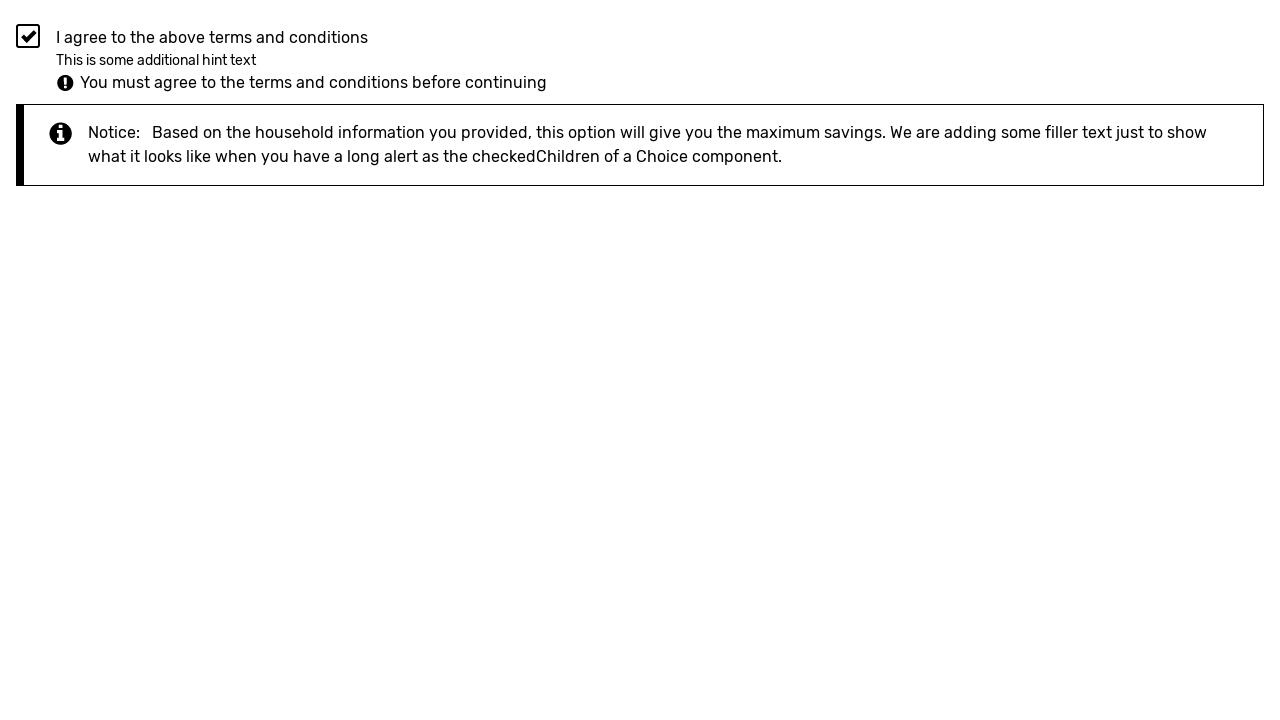 I agree to the above terms and conditions
This is some additional hint text
You must agree to the terms and conditions before continuing
Notice: Based on the household information you provided, this option will give you the maximum savings. We are adding some filler text just to show
what it looks like when you have a long alert as the checkedChildren of a Choice component.